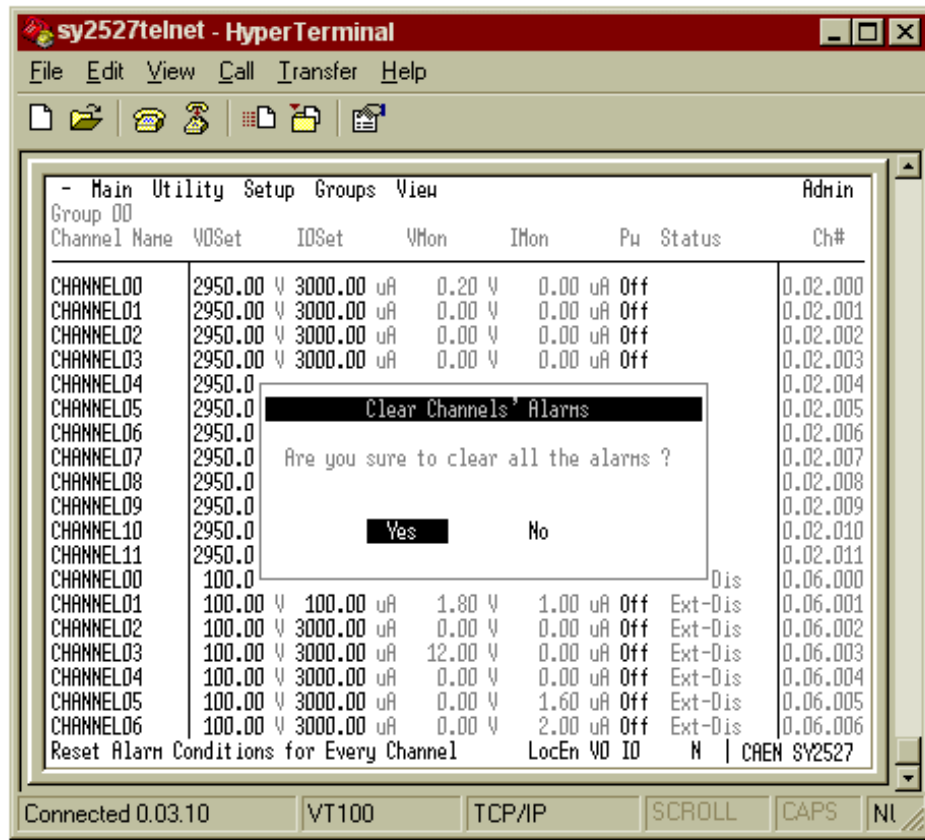 sy2527telnet - HyperTerminal
File Edit View Call Transfer Help
- Main Utility Setup Groups View Admin
Group 00
Channel Name V0Set I0Set VMon IMon Pw Status Ch#
CHANNEL00 2950.00 V 3000.00 uA 0.20 V 0.00 uA Off 0.02.000
CHANNEL01 2950.00 V 3000.00 uA 0.00 V 0.00 uA Off 0.02.001
CHANNEL02 2950.00 V 3000.00 uA 0.00 V 0.00 uA Off 0.02.002
CHANNEL03 2950.00 V 3000.00 uA 0.00 V 0.00 uA Off 0.02.003
CHANNEL04 2950.0 0.02.004
CHANNEL05 2950.0 Clear Channels' Alarms 0.02.005
CHANNEL06 2950.0 0.02.006
CHANNEL07 2950.0 Are you sure to clear all the alarms ? 0.02.007
CHANNEL08 2950.0 0.02.008
CHANNEL09 2950.0 0.02.009
CHANNEL10 2950.0 Yes No 0.02.010
CHANNEL11 2950.0 0.02.011
CHANNEL00 100.0 Dis 0.06.000
CHANNEL01 100.00 V 100.00 uA 1.80 V 1.00 uA Off Ext-Dis 0.06.001
CHANNEL02 100.00 V 3000.00 uA 0.00 V 0.00 uA Off Ext-Dis 0.06.002
CHANNEL03 100.00 V 3000.00 uA 12.00 V 0.00 uA Off Ext-Dis 0.06.003
CHANNEL04 100.00 V 3000.00 uA 0.00 V 0.00 uA Off Ext-Dis 0.06.004
CHANNEL05 100.00 V 3000.00 uA 0.00 V 1.60 uA Off Ext-Dis 0.06.005
CHANNEL06 100.00 V 3000.00 uA 0.00 V 2.00 uA Off Ext-Dis 0.06.006
Reset Alarm Conditions for Every Channel LocEn V0 I0 N | CAEN SY2527
Connected 0.03.10 VT100 TCP/IP SCROLL CAPS NU